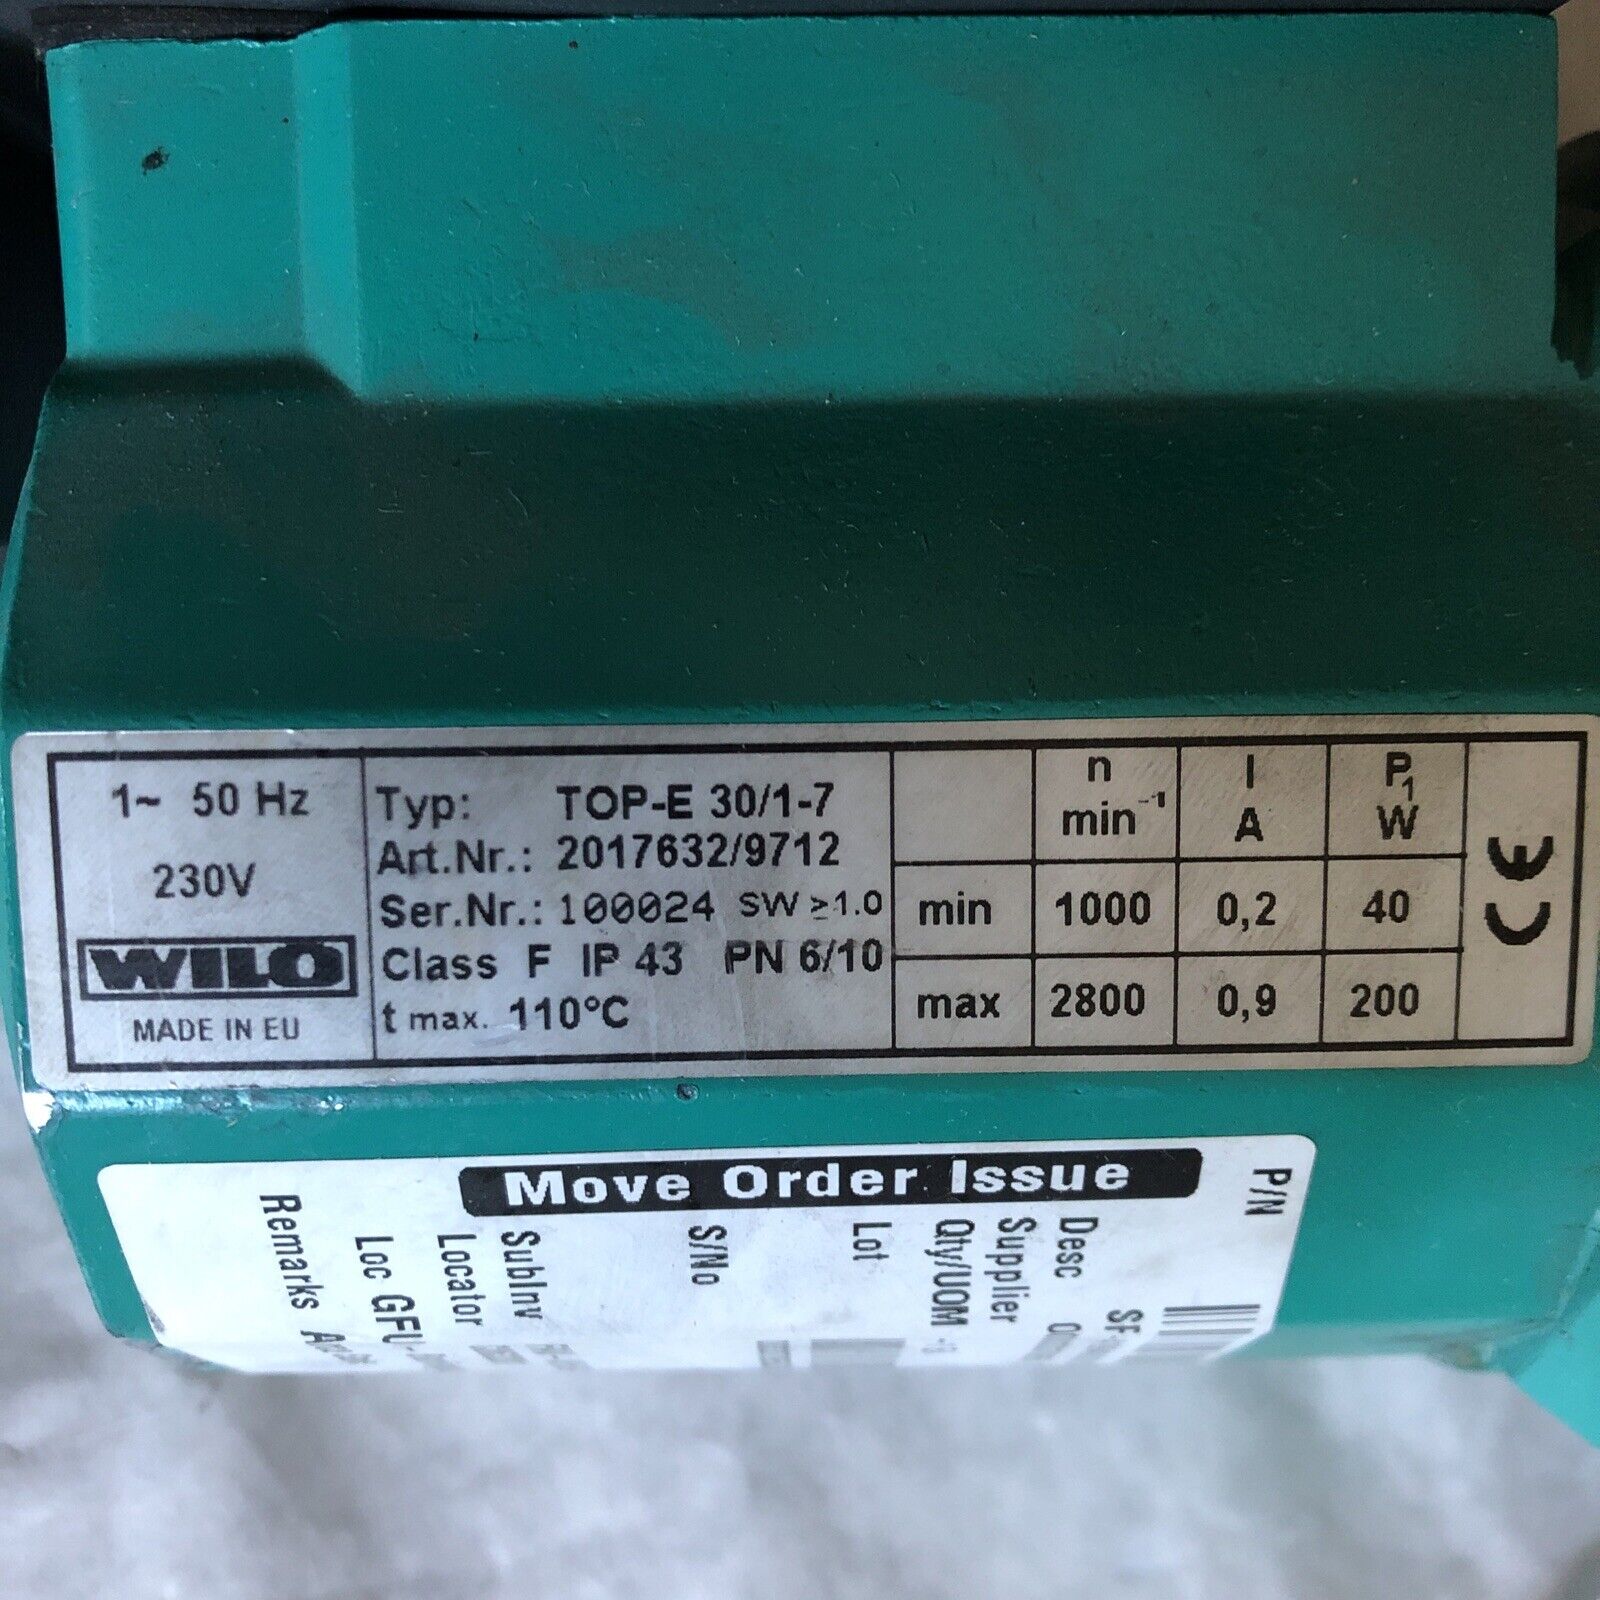 1~ 50 Hz
230V
WILO
MADE IN EU
Typ: TOP-E 30/1-7
Art.Nr.: 2017632/9712
Ser.Nr.: 100024 SW ≥1.0
Class F IP 43 PN 6/10
t max. 110°C
n I P₁
min⁻¹ A W
min 1000 0,2 40
max 2800 0,9 200
CE
Move Order Issue
P/N
Desc
Supplier
Qty/UOM
Lot
S/No
SubInv
Locator
Loc
Remarks